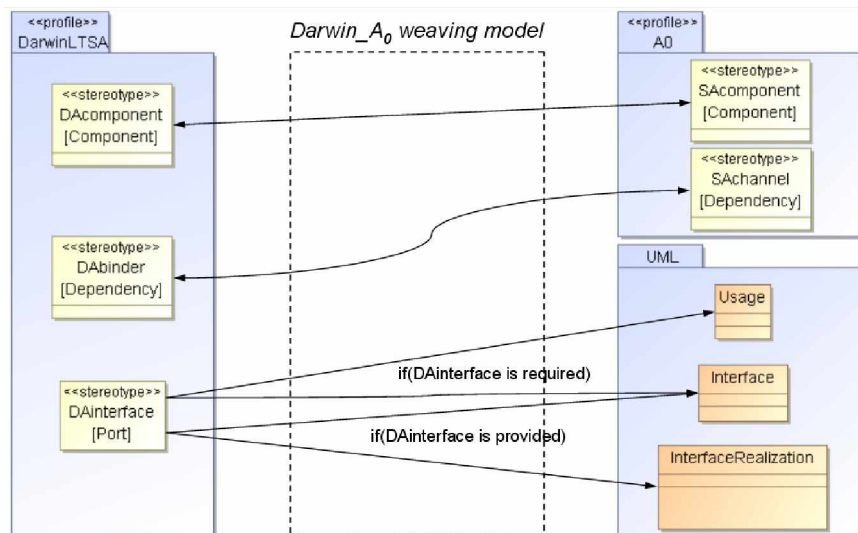 <<profile>>
DarwinLTSA
Darwin_A0 weaving model
<<profile>>
A0
<<stereotype>>
DAcomponent
[Component]
<<stereotype>>
SAcomponent
[Component]
<<stereotype>>
SAchannel
[Dependency]
<<stereotype>>
DAbinder
[Dependency]
UML
Usage
if(DAinterface is required)
Interface
<<stereotype>>
DAinterface
[Port]
if(DAinterface is provided)
InterfaceRealization